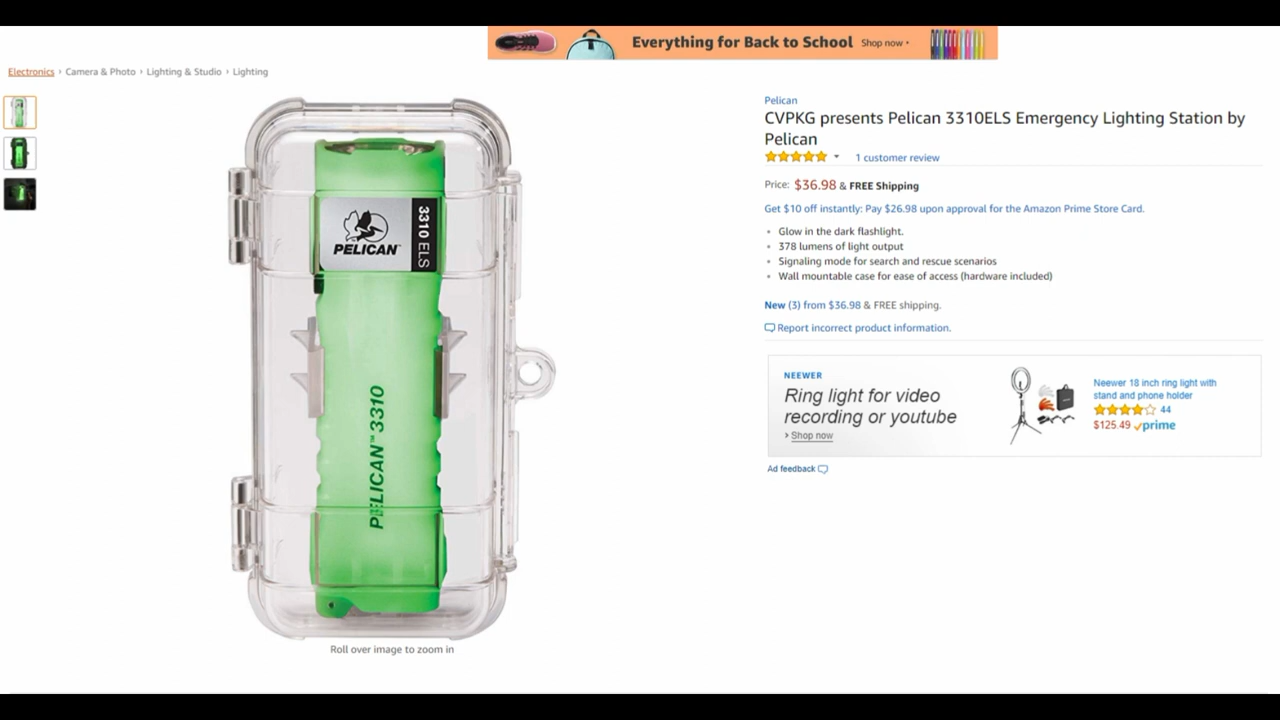 Everything for Back to School Shop now ›
Electronics › Camera & Photo › Lighting & Studio › Lighting
Pelican
CVPKG presents Pelican 3310ELS Emergency Lighting Station by
Pelican
1 customer review
Price: $36.98 & FREE Shipping
Get $10 off instantly: Pay $26.98 upon approval for the Amazon Prime Store Card.
• Glow in the dark flashlight.
• 378 lumens of light output
• Signaling mode for search and rescue scenarios
• Wall mountable case for ease of access (hardware included)
New (3) from $36.98 & FREE shipping.
Report incorrect product information.
NEEWER
Ring light for video
recording or youtube
› Shop now
Neewer 18 inch ring light with
stand and phone holder
44
$125.49 prime
Ad feedback
PELICAN™
3310 ELS
PELICAN™ 3310
Roll over image to zoom in